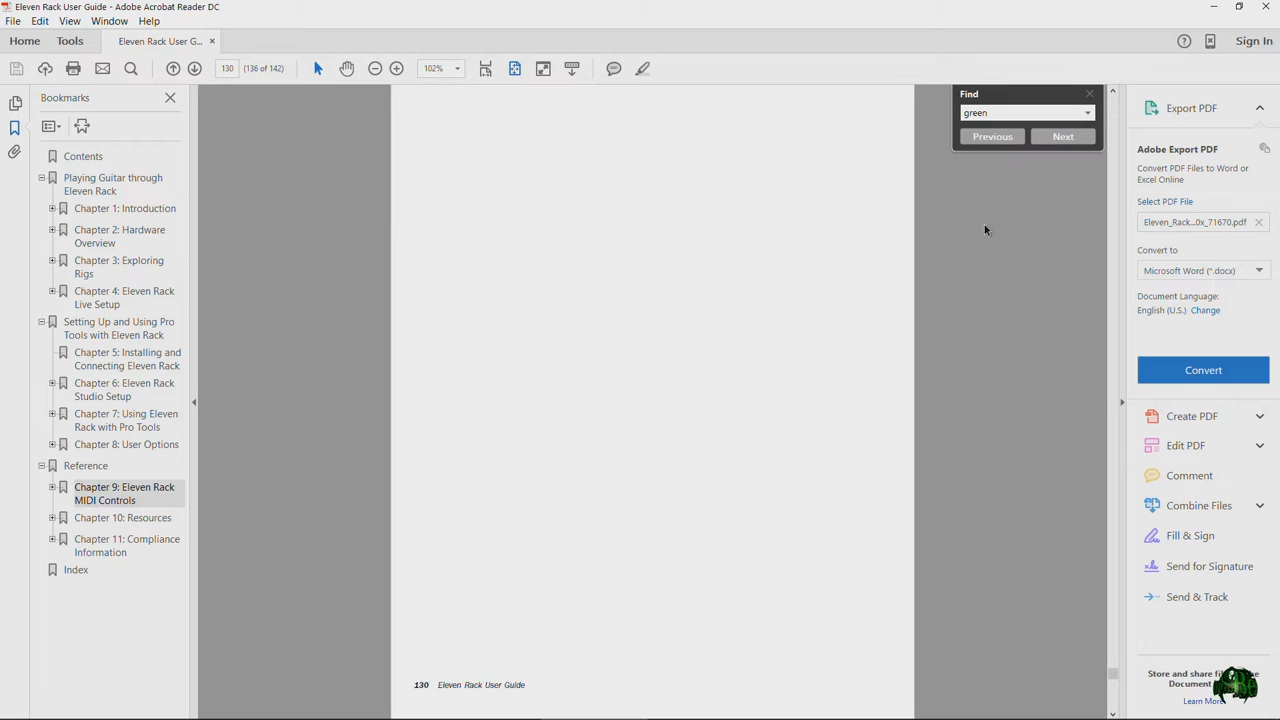 Eleven Rack User Guide - Adobe Acrobat Reader DC
File Edit View Window Help
Home Tools Eleven Rack User G... × Sign In
130 (136 of 142) 102%
Bookmarks
Contents
Playing Guitar through
Eleven Rack
Chapter 1: Introduction
Chapter 2: Hardware
Overview
Chapter 3: Exploring
Rigs
Chapter 4: Eleven Rack
Live Setup
Setting Up and Using Pro
Tools with Eleven Rack
Chapter 5: Installing and
Connecting Eleven Rack
Chapter 6: Eleven Rack
Studio Setup
Chapter 7: Using Eleven
Rack with Pro Tools
Chapter 8: User Options
Reference
Chapter 9: Eleven Rack
MIDI Controls
Chapter 10: Resources
Chapter 11: Compliance
Information
Index
130 Eleven Rack User Guide
Find
green
Previous Next
Export PDF
Adobe Export PDF
Convert PDF Files to Word or
Excel Online
Select PDF File
Eleven_Rack...0x_71670.pdf
Convert to
Microsoft Word (*.docx)
Document Language:
English (U.S.) Change
Convert
Create PDF
Edit PDF
Comment
Combine Files
Fill & Sign
Send for Signature
Send & Track
Store and share
Document
Learn More